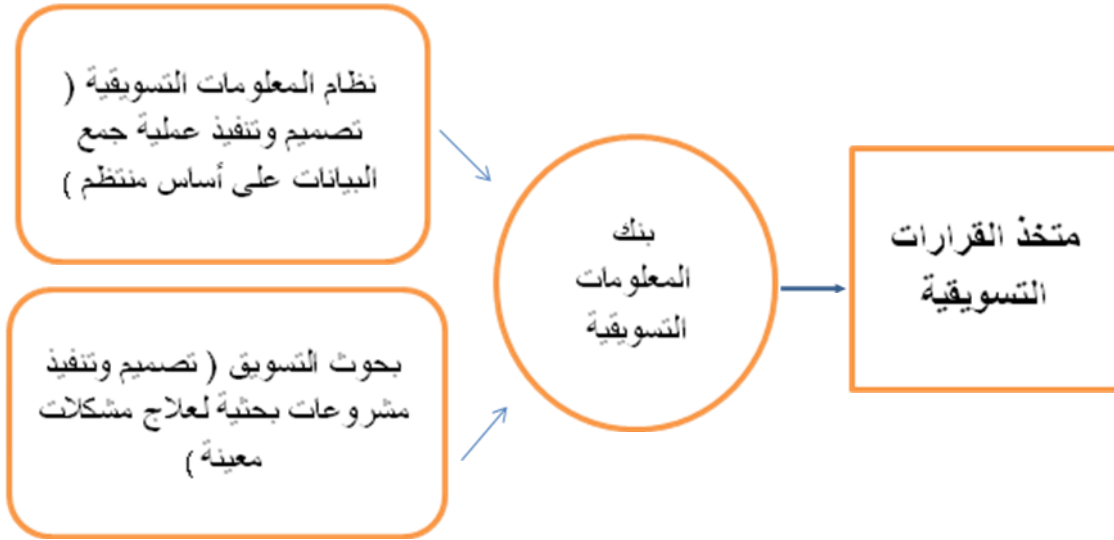 نظام المعلومات التسويقية (
تصميم وتنفيذ عملية جمع
البيانات على أساس منتظم )
بحوث التسويق ( تصميم وتنفيذ
مشروعات بحثية لعلاج مشكلات
معينة )
بنك
المعلومات
التسويقية
متخذ القرارات
التسويقية